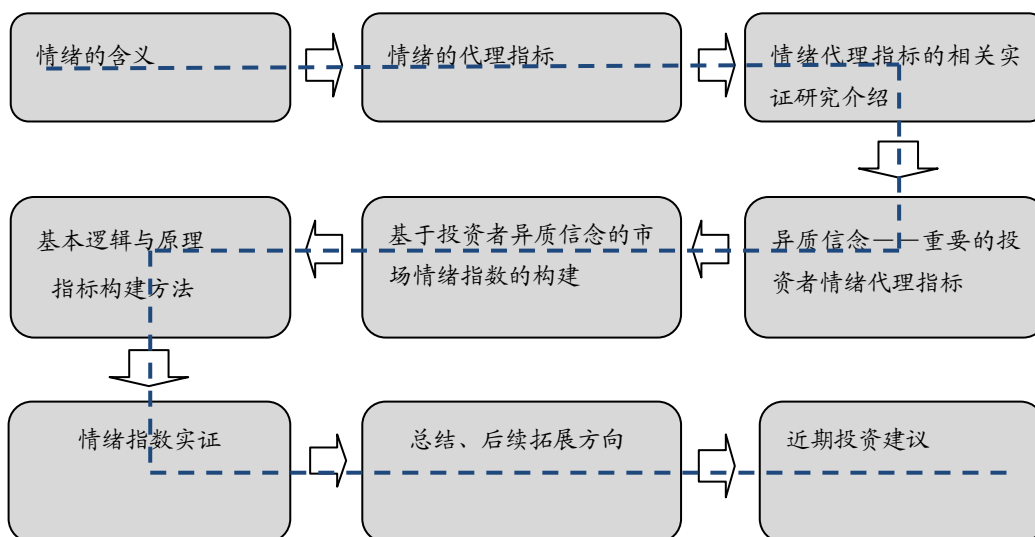 情绪的含义
情绪的代理指标
情绪代理指标的相关实
证研究介绍
异质信念——重要的投
资者情绪代理指标
基于投资者异质信念的市
场情绪指数的构建
基本逻辑与原理
指标构建方法
情绪指数实证
总结、后续拓展方向
近期投资建议